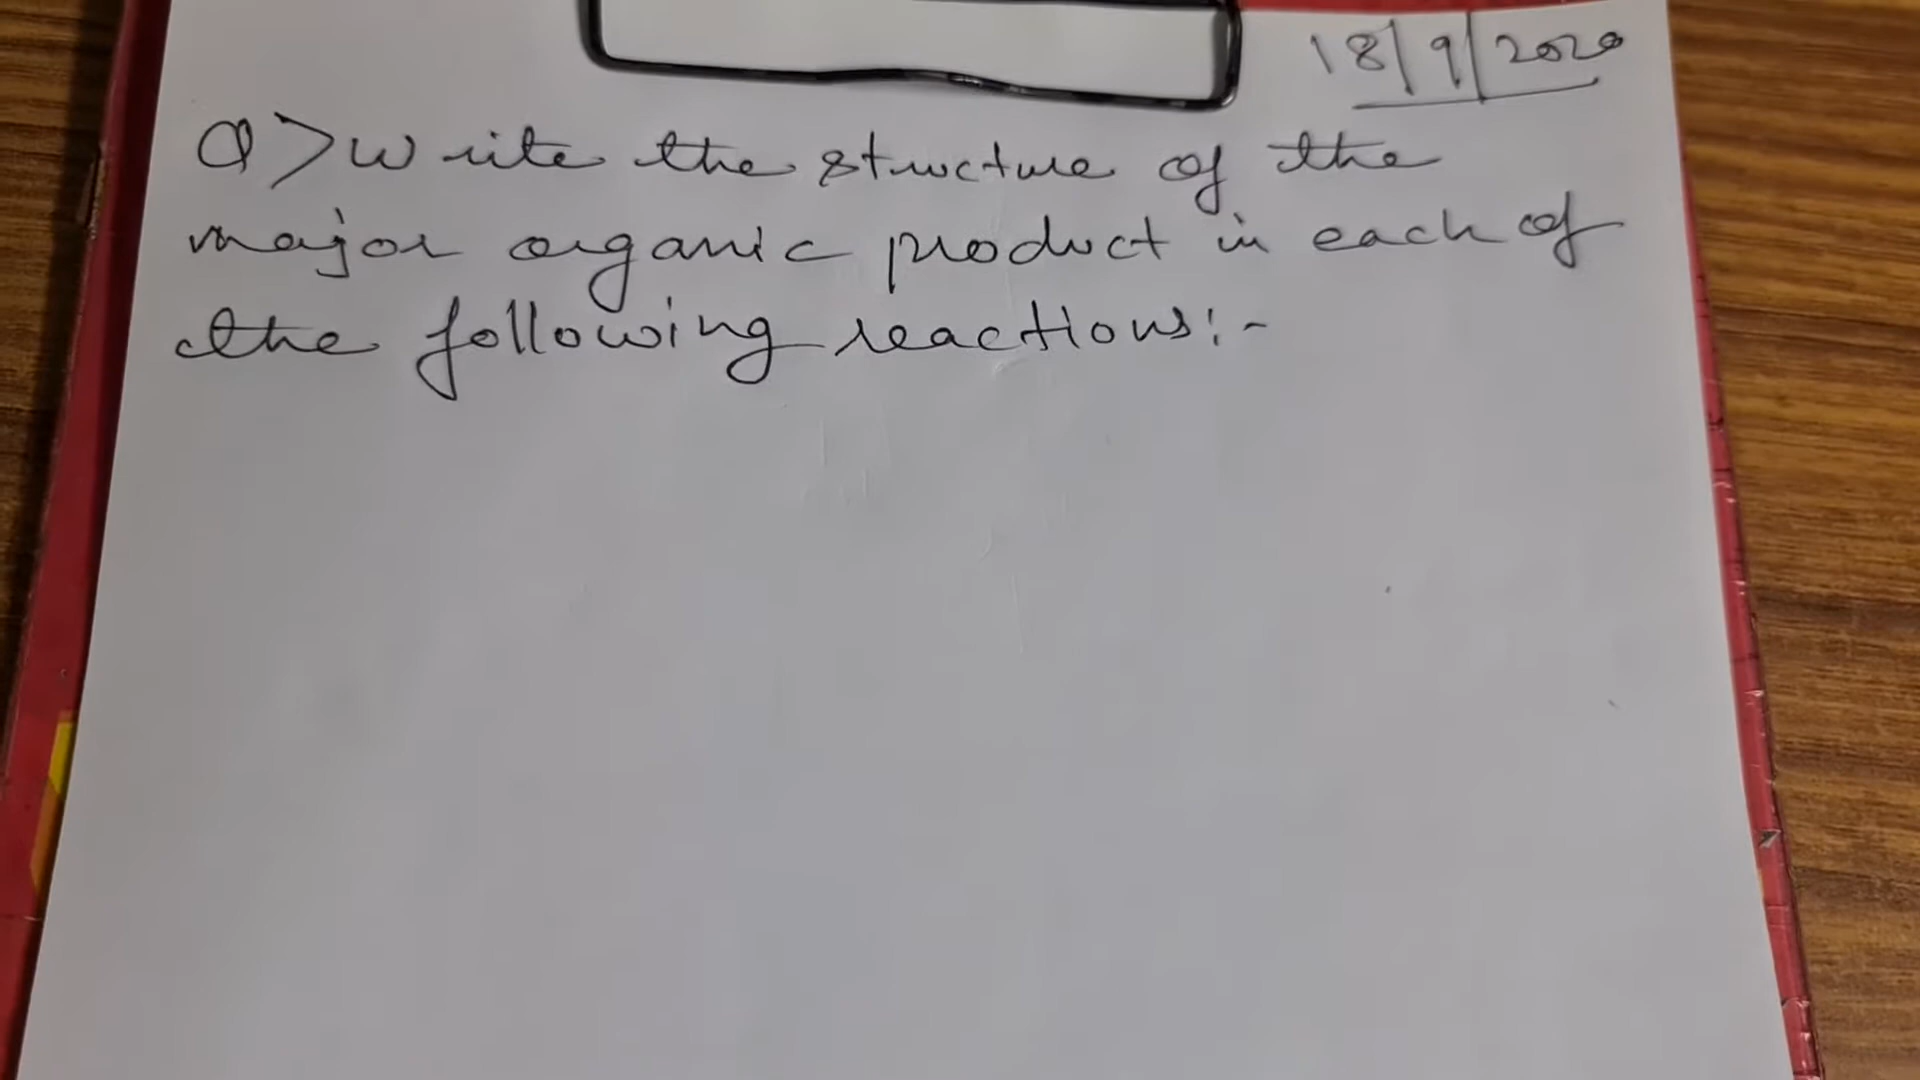 18/9/2020
Q>Write the structure of the
major organic product in each of
the following reactions:-